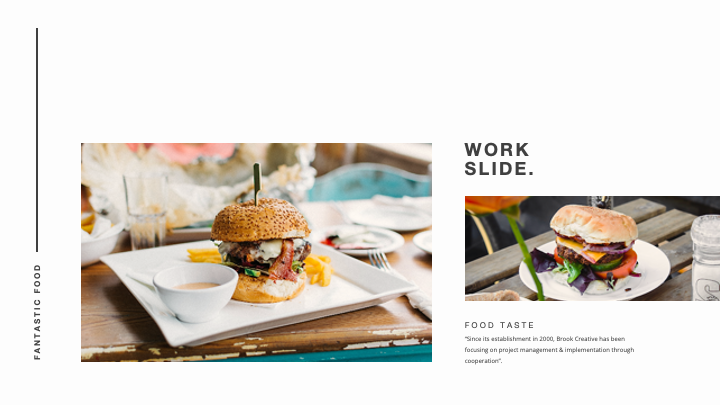 FANTASTIC FOOD
WORK
SLIDE.
FOOD TASTE
"Since its establishment in 2000, Brook Creative has been
focusing on project management & implementation through
cooperation".